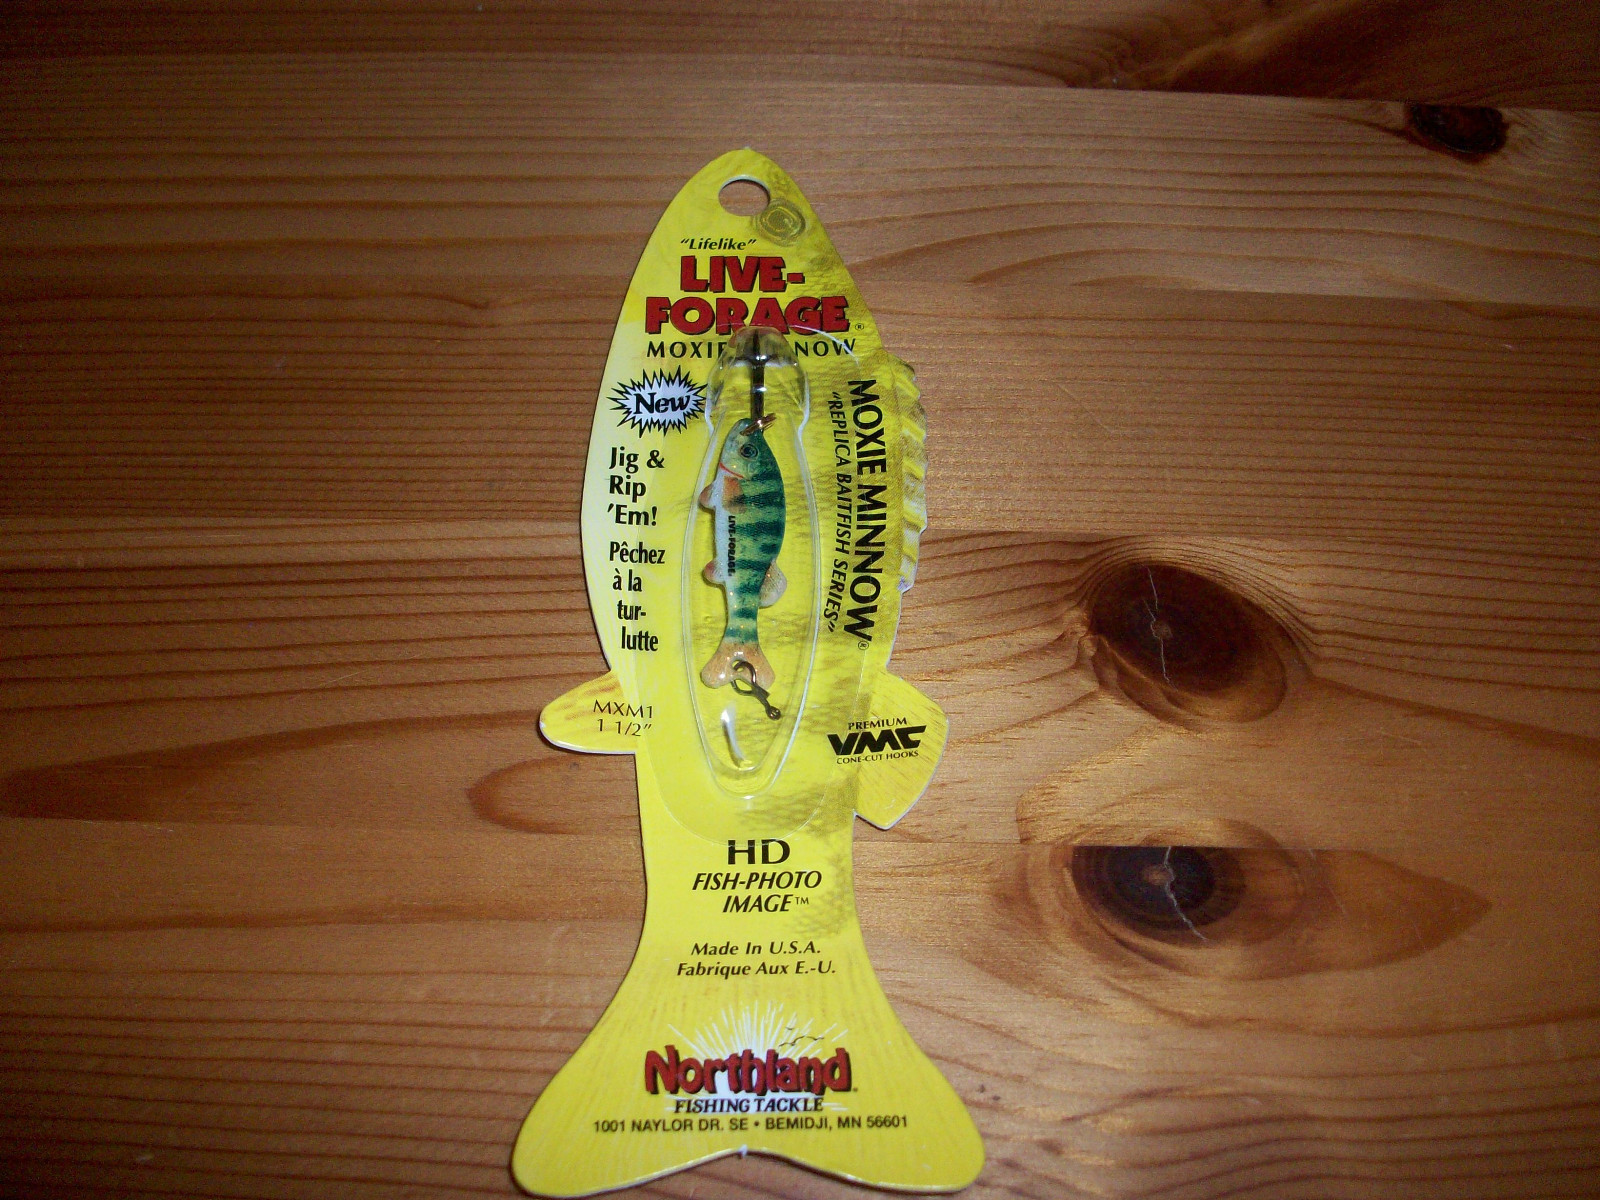 "Lifelike"
LIVE-
FORAGE®
MOXIE NOW
New
Jig &
Rip
'Em!
Pêchez
à la
tur-
lutte
MOXIE MINNOW®
"REPLICA BAITFISH SERIES"
LIVE-FORAGE
MXM1
1 1/2"
PREMIUM
VMC
CONE-CUT HOOKS
HD
FISH-PHOTO
IMAGE™
Made In U.S.A.
Fabrique Aux E.-U.
Northland
FISHING TACKLE
1001 NAYLOR DR. SE • BEMIDJI, MN 56601